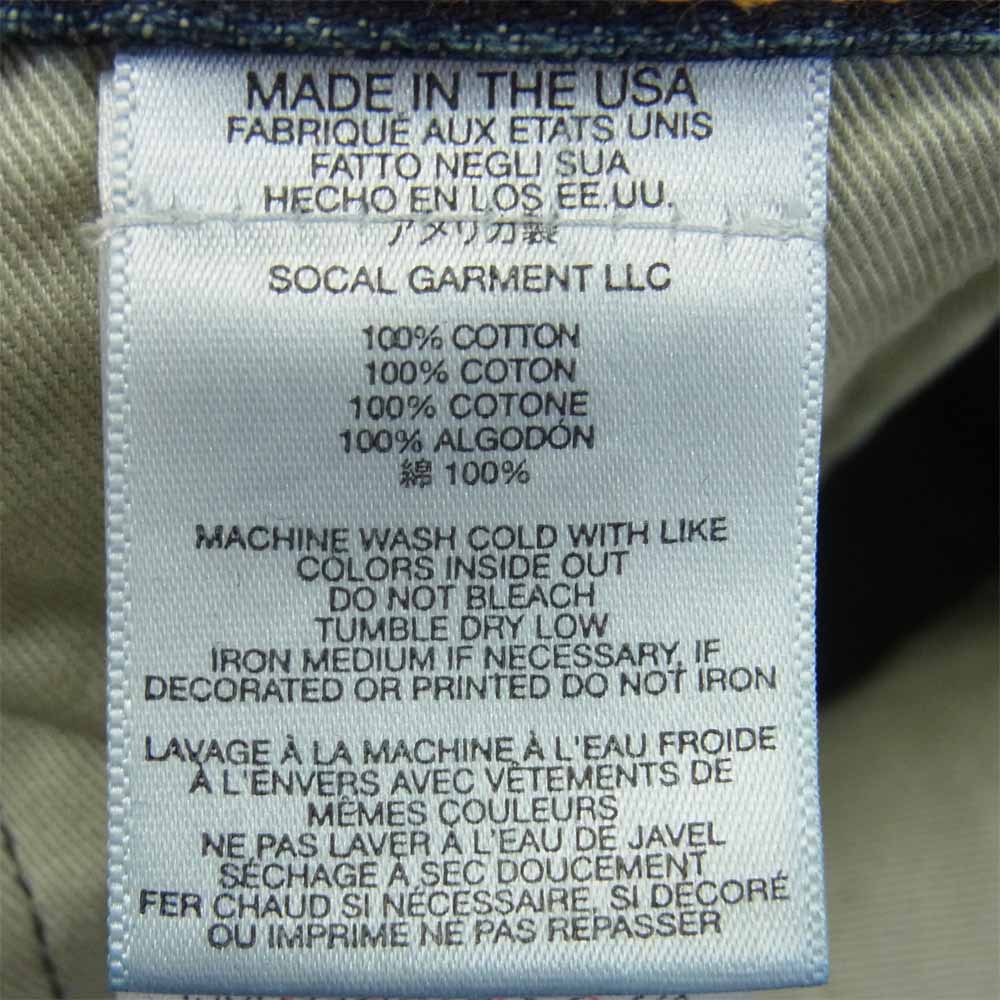 MADE IN THE USA
FABRIQUÉ AUX ETATS UNIS
FATTO NEGLI SUA
HECHO EN LOS EE.UU.
アメリカ製
SOCAL GARMENT LLC
100% COTTON
100% COTON
100% COTONE
100% ALGODÓN
綿 100%
MACHINE WASH COLD WITH LIKE
COLORS INSIDE OUT
DO NOT BLEACH
TUMBLE DRY LOW
IRON MEDIUM IF NECESSARY, IF
DECORATED OR PRINTED DO NOT IRON
LAVAGE À LA MACHINE À L'EAU FROIDE
À L'ENVERS AVEC VÊTEMENTS DE
MÊMES COULEURS
NE PAS LAVER À L'EAU DE JAVEL
SÉCHAGE A SEC DOUCEMENT
FER CHAUD SI NÉCESSAIRE, SI DÉCORÉ
OU IMPRIME NE PAS REPASSER